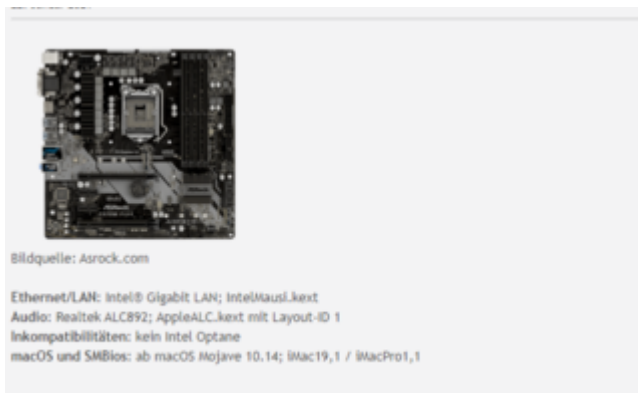 Bildquelle: Asrock.com
Ethernet/LAN: Intel® Gigabit LAN; IntelMausi.kext
Audio: Realtek ALC892; AppleALC.kext mit Layout-ID 1
Inkompatibilitäten: kein Intel Optane
macOS und SMBios: ab macOS Mojave 10.14; iMac19,1 / iMacPro1,1